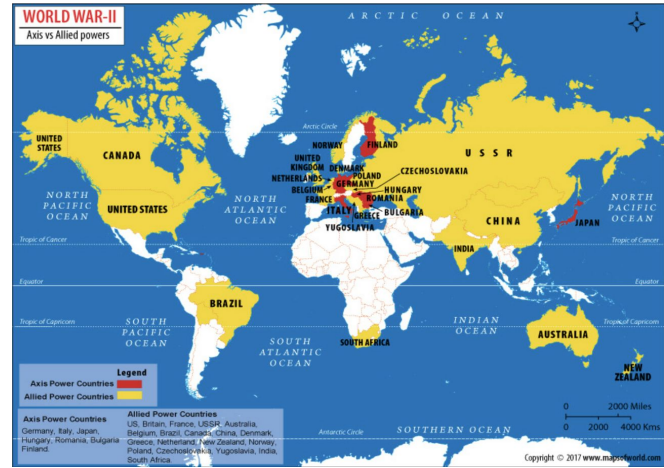 WORLD WAR-II
Axis vs Allied powers
ARCTIC OCEAN
Arctic Circle
UNITED
STATES
CANADA
NORWAY
FINLAND
USSR
UNITED
KINGDOM
DENMARK
NETHERLANDS
POLAND
CZECHOSLOVAKIA
GERMANY
BELGIUM
HUNGARY
FRANCE
ROMANIA
ITALY
GREECE
BULGARIA
YUGOSLAVIA
NORTH
PACIFIC
OCEAN
UNITED STATES
NORTH
ATLANTIC
OCEAN
CHINA
JAPAN
NORTH
PACIFIC
OCEAN
Tropic of Cancer
Tropic of Cancer
INDIA
Equator
Equator
BRAZIL
Tropic of Capricorn
Tropic of Capricorn
SOUTH
PACIFIC
OCEAN
SOUTH
ATLANTIC
OCEAN
INDIAN
OCEAN
SOUTH AFRICA
AUSTRALIA
NEW
ZEALAND
Legend
Axis Power Countries
Allied Power Countries
Axis Power Countries
Germany, Italy, Japan,
Hungary, Romania, Bulgaria
Finland.
Allied Power Countries
US, Britain, France, USSR, Australia,
Belgium, Brazil, Canada, China, Denmark,
Greece, Netherland, New Zealand, Norway,
Poland, Czechoslovakia, Yugoslavia, India,
South Africa.
0 2000 Miles
0 2000 4000 Kms
Antarctic Circle
SOUTHERN OCEAN
Copyright © 2017 www.mapsofworld.com